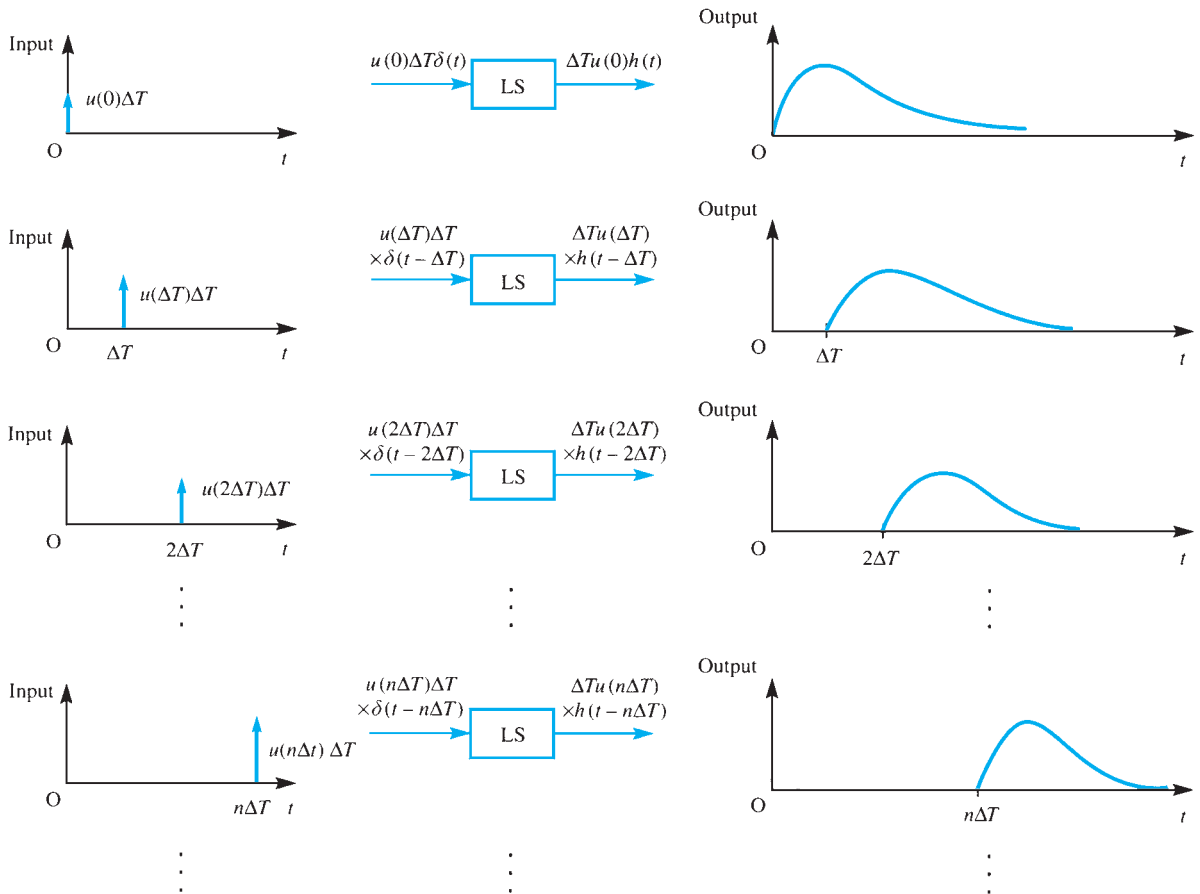 Input
u(0)ΔT
O
t
u(0)ΔTδ(t)
LS
ΔTu(0)h(t)
Output
O
t
Input
u(ΔT)ΔT
O
ΔT
t
u(ΔT)ΔT
×δ(t − ΔT)
LS
ΔTu(ΔT)
×h(t − ΔT)
Output
O
ΔT
t
Input
u(2ΔT)ΔT
O
2ΔT
t
u(2ΔT)ΔT
×δ(t − 2ΔT)
LS
ΔTu(2ΔT)
×h(t − 2ΔT)
Output
O
2ΔT
t
Input
u(nΔt) ΔT
O
nΔT
t
u(nΔT)ΔT
×δ(t − nΔT)
LS
ΔTu(nΔT)
×h(t − nΔT)
Output
O
nΔT
t